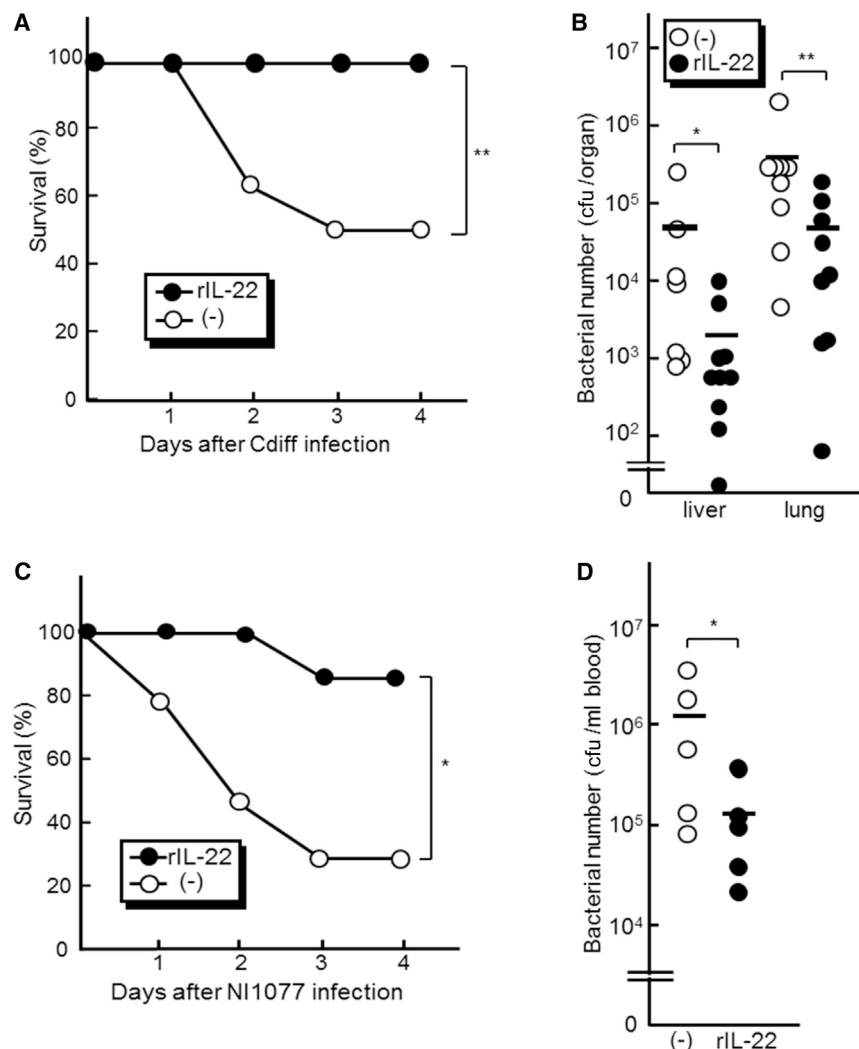 A
Survival (%)
100
80
60
40
20
0
rIL-22
(-)
**
1 2 3 4
Days after Cdiff infection
B
Bacterial number (cfu /organ)
(-)
rIL-22
10⁷
10⁶
10⁵
10⁴
10³
10²
0
*
**
liver lung
C
Survival (%)
100
80
60
40
20
0
rIL-22
(-)
*
1 2 3 4
Days after NI1077 infection
D
Bacterial number (cfu /ml blood)
10⁷
10⁶
10⁵
10⁴
0
*
(-) rIL-22